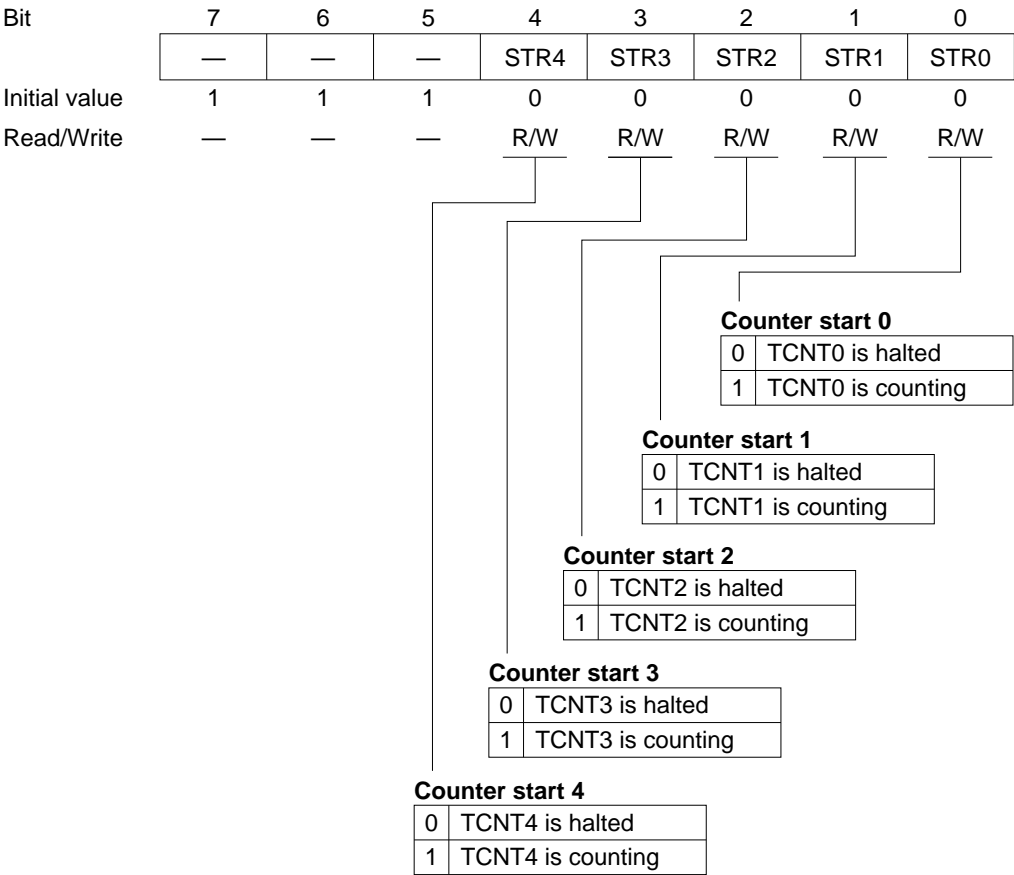 Bit 7 6 5 4 3 2 1 0
— — — STR4 STR3 STR2 STR1 STR0
Initial value 1 1 1 0 0 0 0 0
Read/Write — — — R/W R/W R/W R/W R/W
Counter start 0
0 TCNT0 is halted
1 TCNT0 is counting
Counter start 1
0 TCNT1 is halted
1 TCNT1 is counting
Counter start 2
0 TCNT2 is halted
1 TCNT2 is counting
Counter start 3
0 TCNT3 is halted
1 TCNT3 is counting
Counter start 4
0 TCNT4 is halted
1 TCNT4 is counting